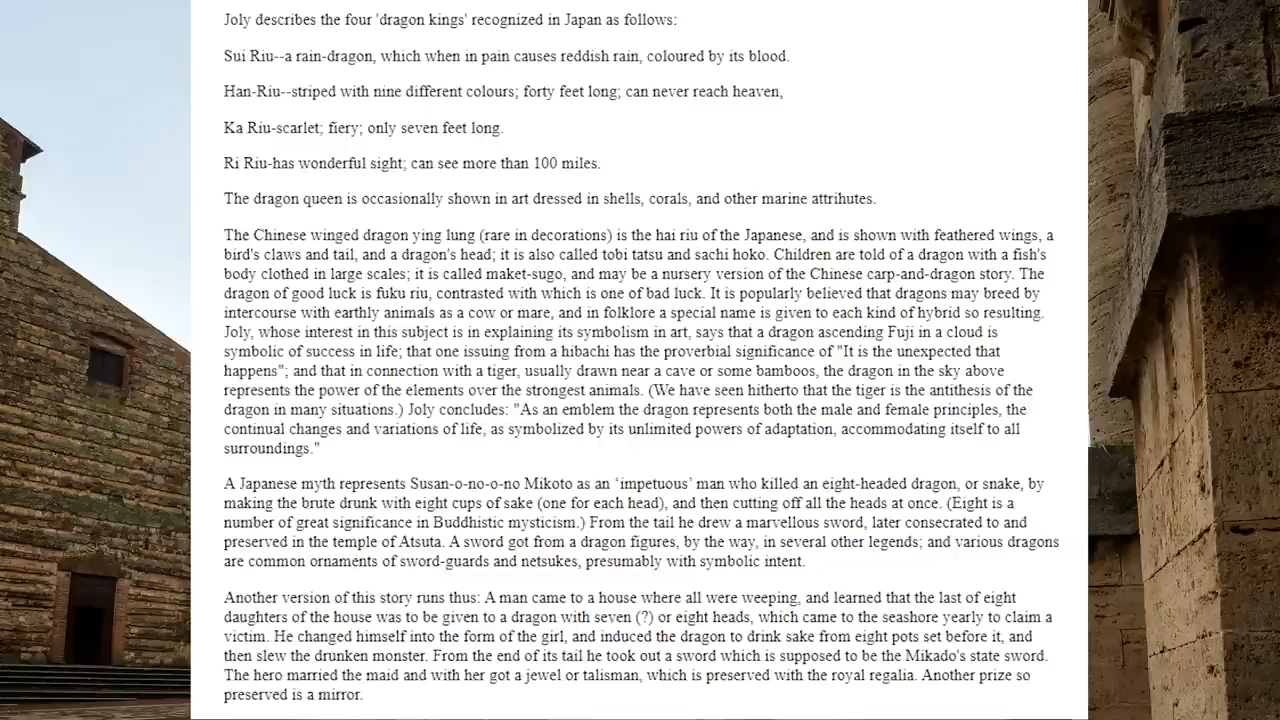 Joly describes the four 'dragon kings' recognized in Japan as follows:
Sui Riu--a rain-dragon, which when in pain causes reddish rain, coloured by its blood.
Han-Riu--striped with nine different colours; forty feet long; can never reach heaven,
Ka Riu-scarlet; fiery; only seven feet long.
Ri Riu-has wonderful sight; can see more than 100 miles.
The dragon queen is occasionally shown in art dressed in shells, corals, and other marine attrihutes.
The Chinese winged dragon ying lung (rare in decorations) is the hai riu of the Japanese, and is shown with feathered wings, a
bird's claws and tail, and a dragon's head; it is also called tobi tatsu and sachi hoko. Children are told of a dragon with a fish's
body clothed in large scales; it is called maket-sugo, and may be a nursery version of the Chinese carp-and-dragon story. The
dragon of good luck is fuku riu, contrasted with which is one of bad luck. It is popularly believed that dragons may breed by
intercourse with earthly animals as a cow or mare, and in folklore a special name is given to each kind of hybrid so resulting.
Joly, whose interest in this subject is in explaining its symbolism in art, says that a dragon ascending Fuji in a cloud is
symbolic of success in life; that one issuing from a hibachi has the proverbial significance of "It is the unexpected that
happens"; and that in connection with a tiger, usually drawn near a cave or some bamboos, the dragon in the sky above
represents the power of the elements over the strongest animals. (We have seen hitherto that the tiger is the antithesis of the
dragon in many situations.) Joly concludes: "As an emblem the dragon represents both the male and female principles, the
continual changes and variations of life, as symbolized by its unlimited powers of adaptation, accommodating itself to all
surroundings."
A Japanese myth represents Susan-o-no-o-no Mikoto as an ‘impetuous’ man who killed an eight-headed dragon, or snake, by
making the brute drunk with eight cups of sake (one for each head), and then cutting off all the heads at once. (Eight is a
number of great significance in Buddhistic mysticism.) From the tail he drew a marvellous sword, later consecrated to and
preserved in the temple of Atsuta. A sword got from a dragon figures, by the way, in several other legends; and various dragons
are common ornaments of sword-guards and netsukes, presumably with symbolic intent.
Another version of this story runs thus: A man came to a house where all were weeping, and learned that the last of eight
daughters of the house was to be given to a dragon with seven (?) or eight heads, which came to the seashore yearly to claim a
victim. He changed himself into the form of the girl, and induced the dragon to drink sake from eight pots set before it, and
then slew the drunken monster. From the end of its tail he took out a sword which is supposed to be the Mikado's state sword.
The hero married the maid and with her got a jewel or talisman, which is preserved with the royal regalia. Another prize so
preserved is a mirror.